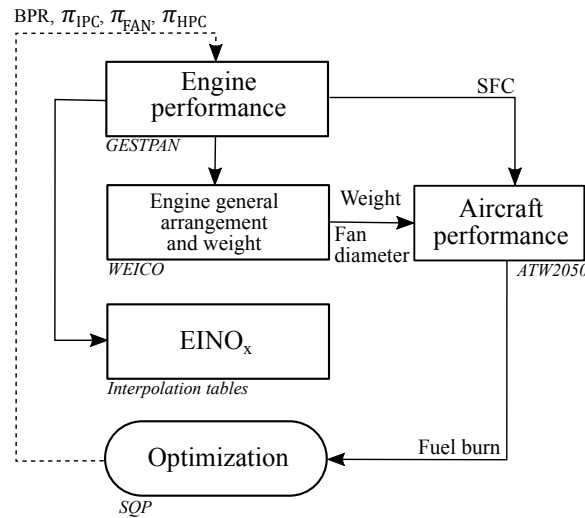 BPR, π_IPC, π_FAN, π_HPC
Engine
performance
GESTPAN
SFC
Engine general
arrangement
and weight
WEICO
Weight
Fan
diameter
Aircraft
performance
ATW2050
EINOₓ
Interpolation tables
Optimization
SQP
Fuel burn